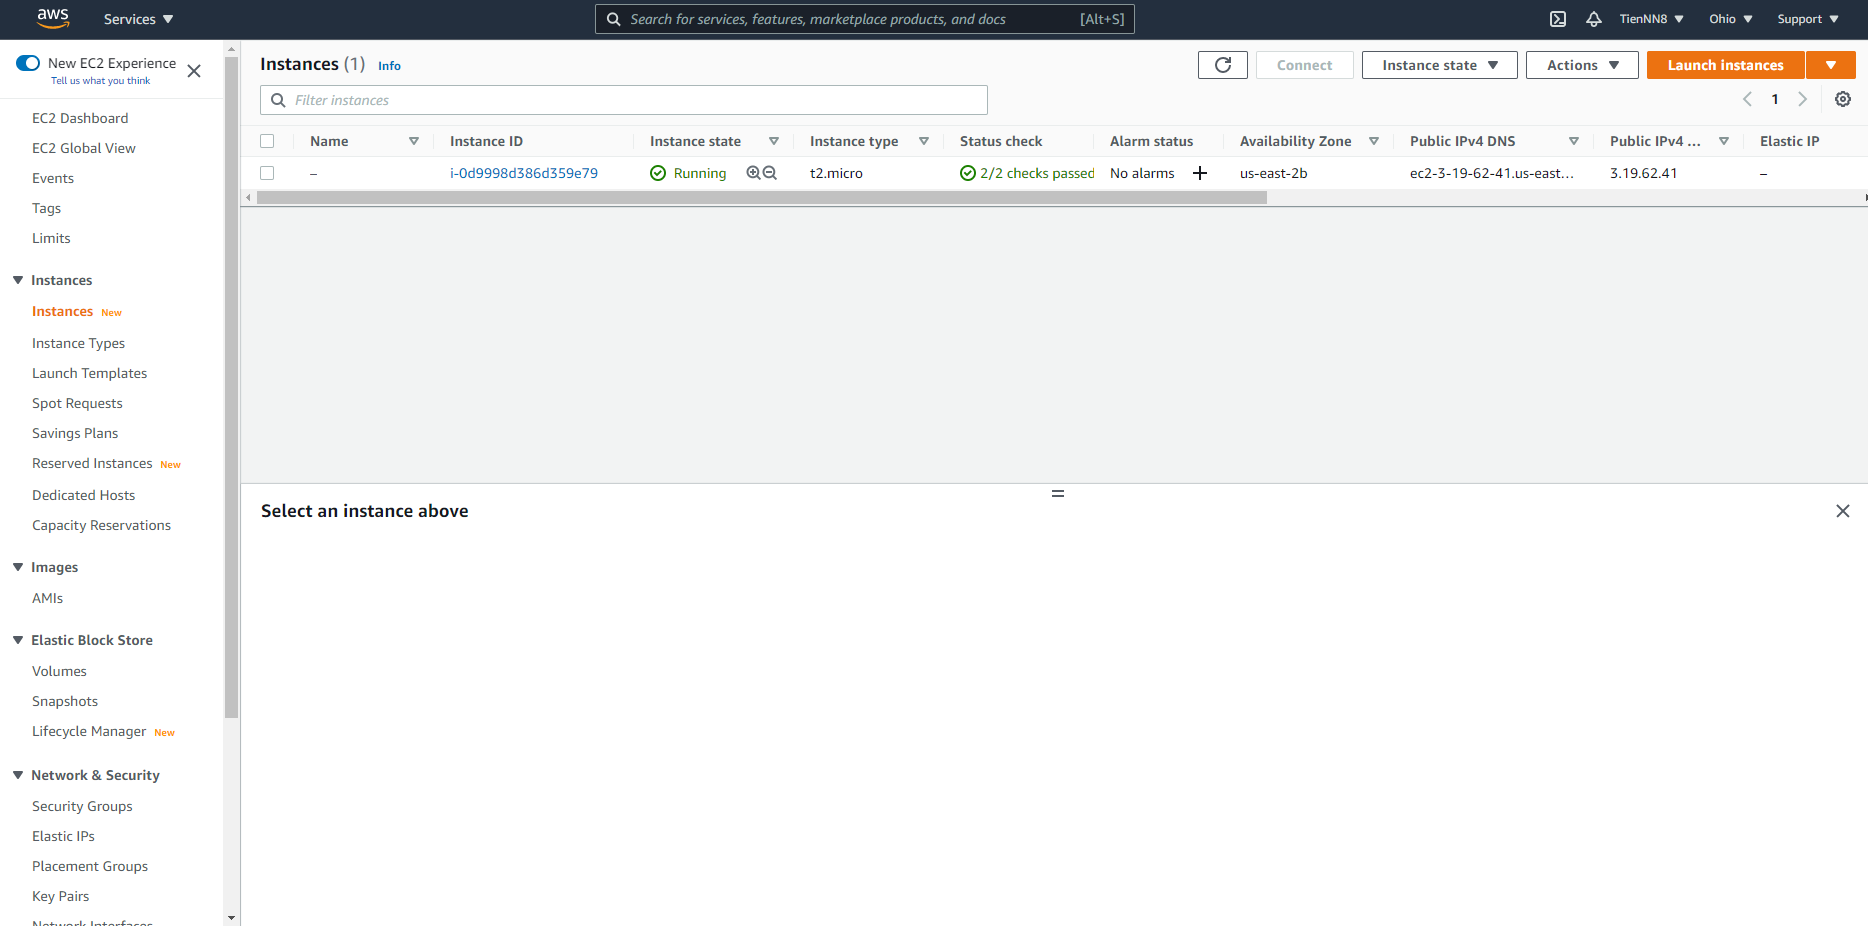 aws Services Search for services, features, marketplace products, and docs [Alt+S] TienNN8 Ohio Support
New EC2 Experience
Tell us what you think
EC2 Dashboard
EC2 Global View
Events
Tags
Limits
Instances
Instances New
Instance Types
Launch Templates
Spot Requests
Savings Plans
Reserved Instances New
Dedicated Hosts
Capacity Reservations
Images
AMIs
Elastic Block Store
Volumes
Snapshots
Lifecycle Manager New
Network & Security
Security Groups
Elastic IPs
Placement Groups
Key Pairs
Network Interfaces
Instances (1) Info Connect Instance state Actions Launch instances
Filter instances 1
Name Instance ID Instance state Instance type Status check Alarm status Availability Zone Public IPv4 DNS Public IPv4 ... Elastic IP
– i-0d9998d386d359e79 Running t2.micro 2/2 checks passed No alarms + us-east-2b ec2-3-19-62-41.us-east... 3.19.62.41 –
Select an instance above